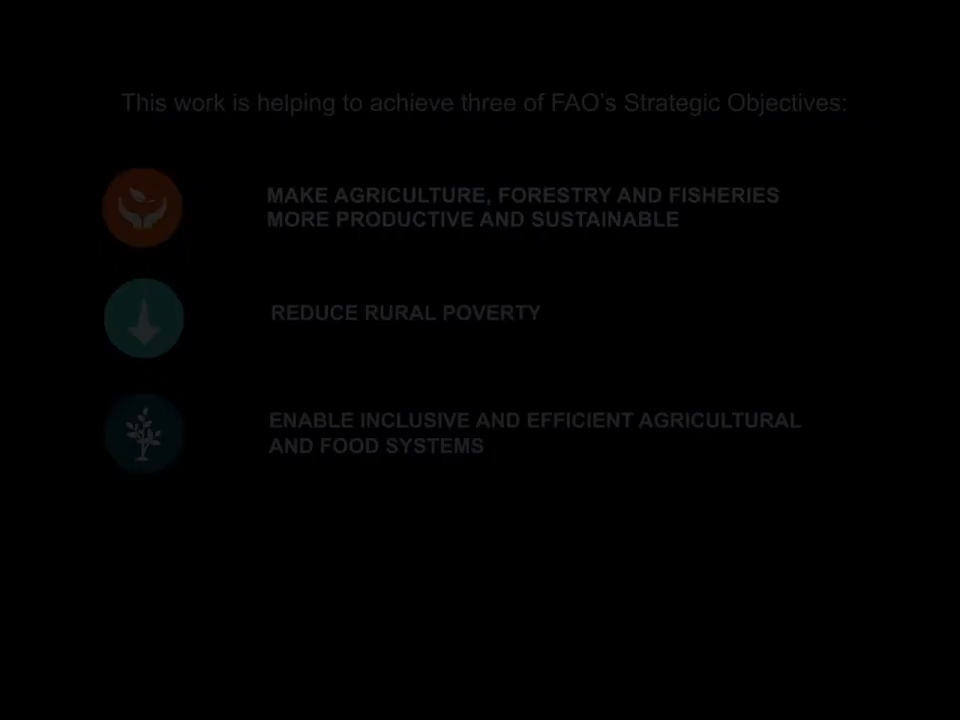 This work is helping to achieve three of FAO's Strategic Objectives:
MAKE AGRICULTURE, FORESTRY AND FISHERIES
MORE PRODUCTIVE AND SUSTAINABLE
REDUCE RURAL POVERTY
ENABLE INCLUSIVE AND EFFICIENT AGRICULTURAL
AND FOOD SYSTEMS